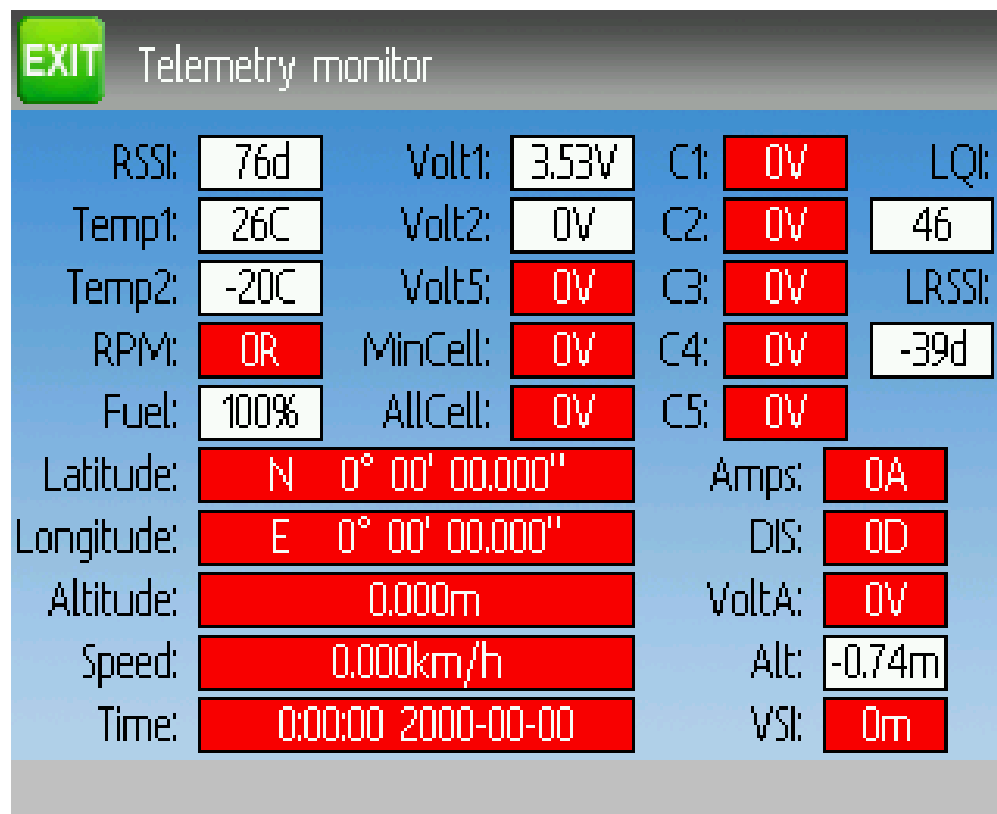 EXIT Telemetry monitor
RSSI: 76d Volt1: 3.53V C1: 0V LQI:
Temp1: 26C Volt2: 0V C2: 0V 46
Temp2: -20C Volt5: 0V C3: 0V LRSSI:
RPM: 0R MinCell: 0V C4: 0V -39d
Fuel: 100% AllCell: 0V C5: 0V
Latitude: N 0° 00' 00.000" Amps: 0A
Longitude: E 0° 00' 00.000" DIS: 0D
Altitude: 0.000m VoltA: 0V
Speed: 0.000km/h Alt: -0.74m
Time: 0:00:00 2000-00-00 VSI: 0m